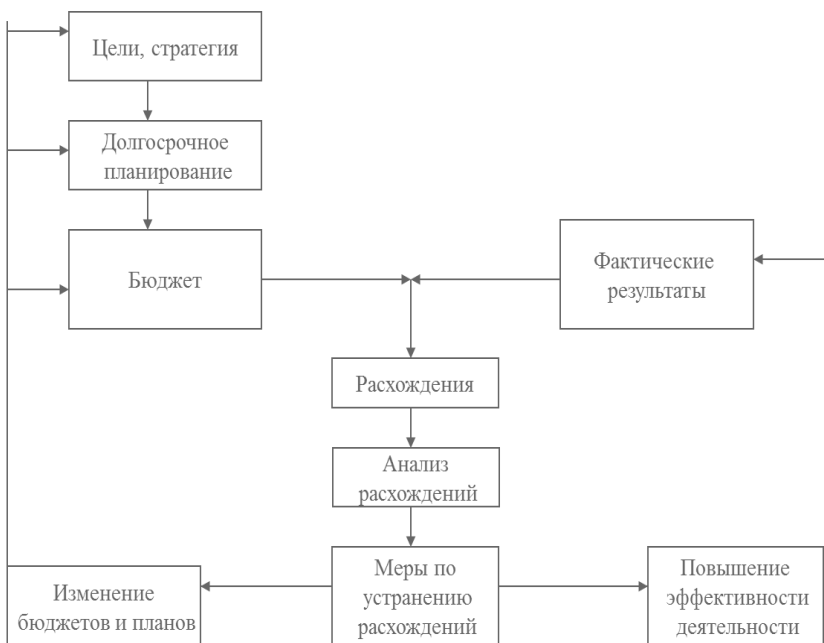 Цели, стратегия
Долгосрочное
планирование
Бюджет
Фактические
результаты
Расхождения
Анализ
расхождений
Меры по
устранению
расхождений
Изменение
бюджетов и планов
Повышение
эффективности
деятельности